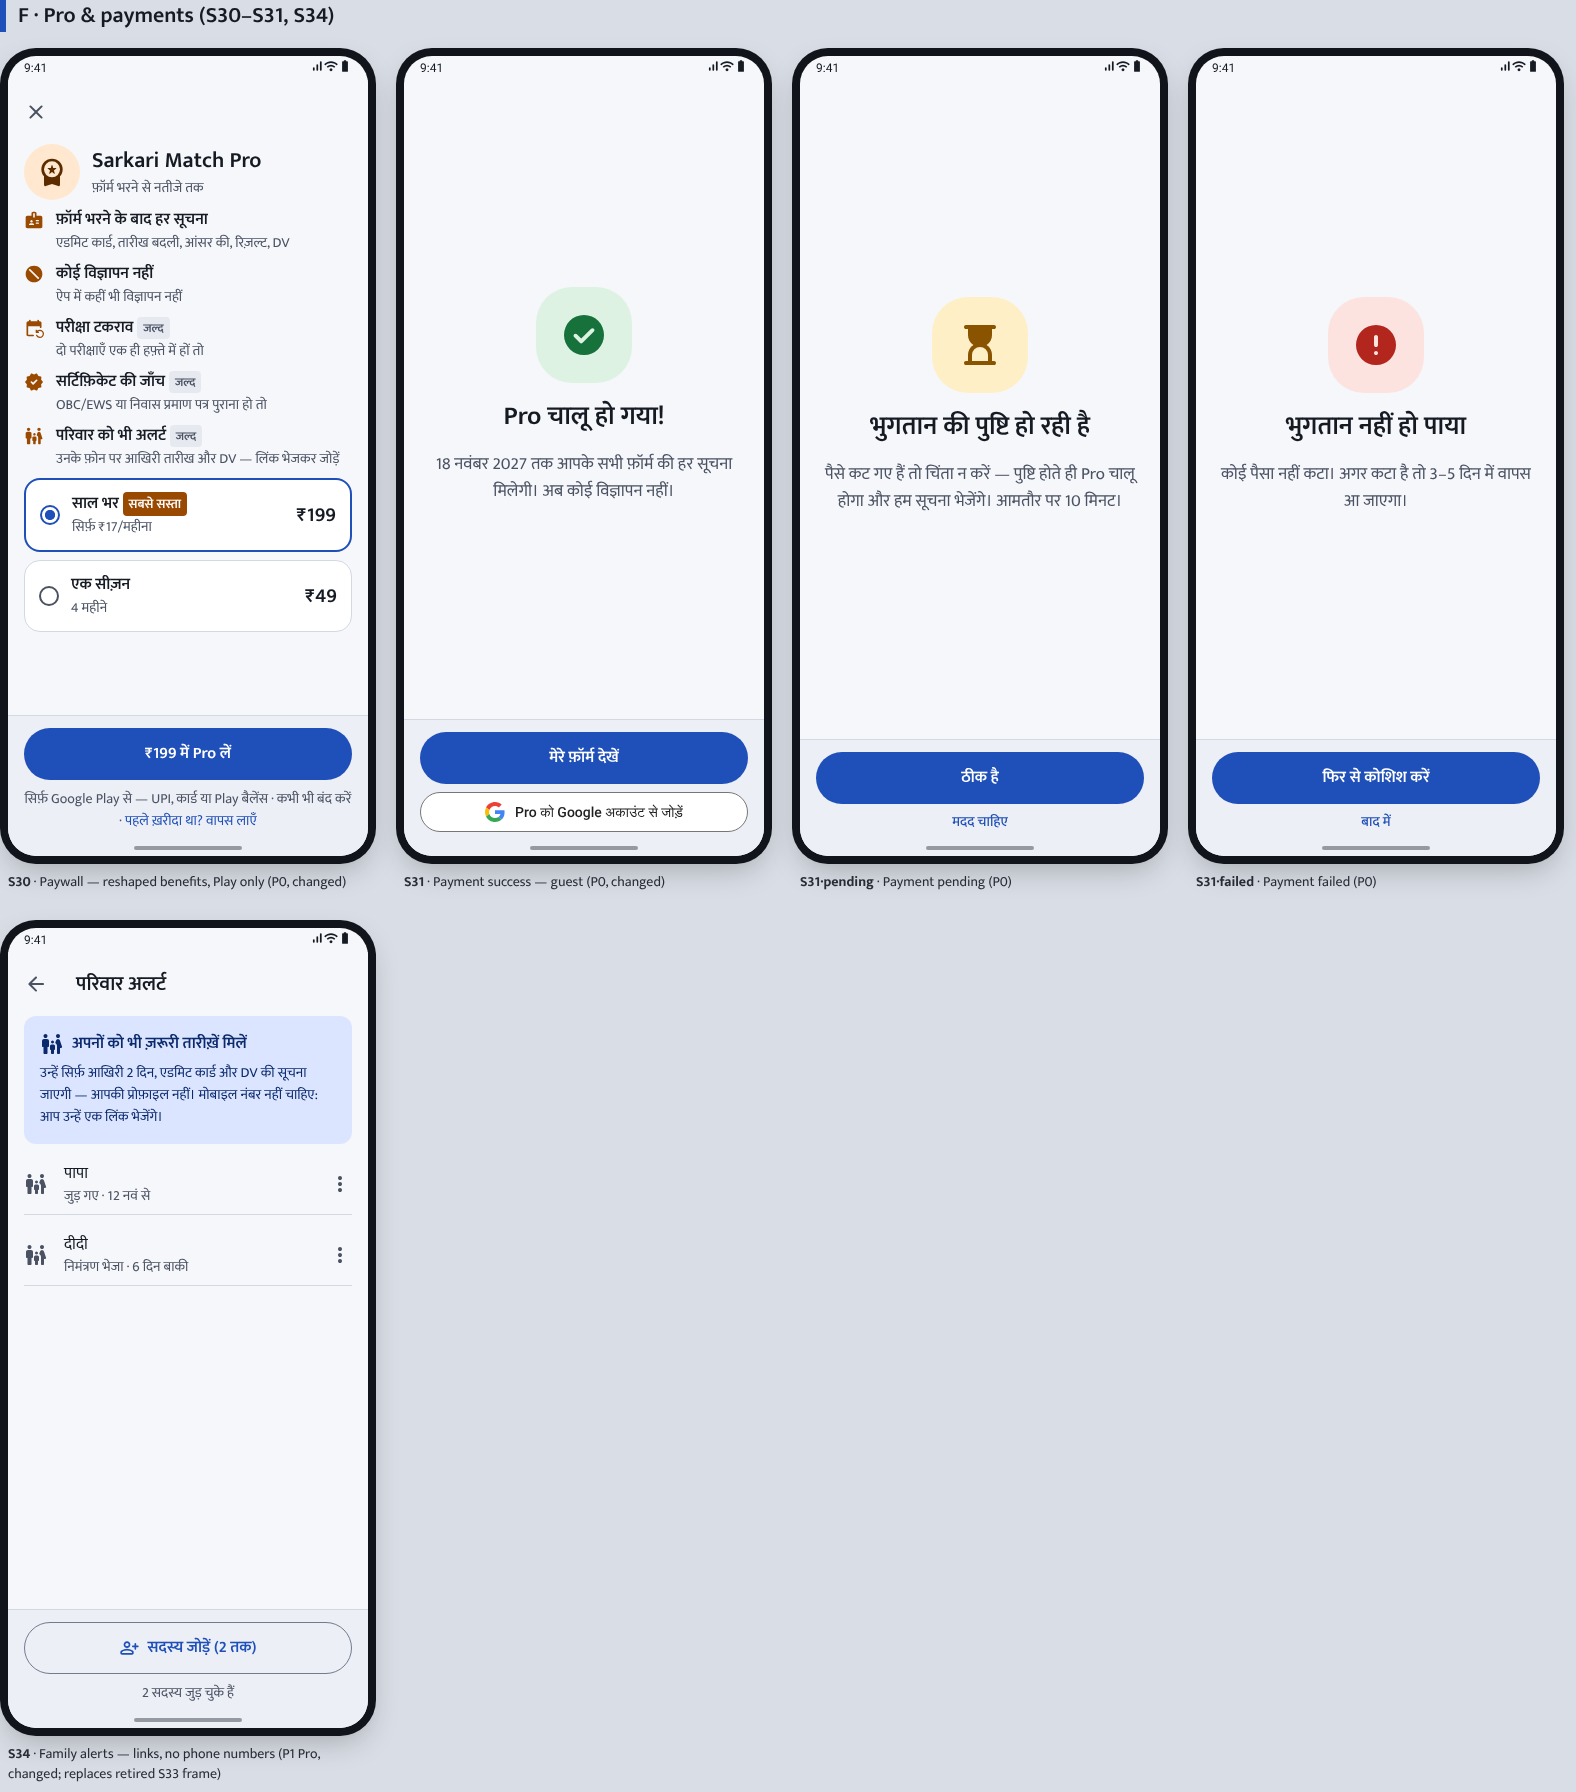 F · Pro & payments (S30–S31, S34)
9:41
Sarkari Match Pro
फ़ॉर्म भरने से नतीजे तक
फ़ॉर्म भरने के बाद हर सूचना
एडमिट कार्ड, तारीख बदली, आंसर की, रिज़ल्ट, DV
कोई विज्ञापन नहीं
ऐप में कहीं भी विज्ञापन नहीं
परीक्षा टकराव जल्द
दो परीक्षाएँ एक ही हफ़्ते में हों तो
सर्टिफ़िकेट की जाँच जल्द
OBC/EWS या निवास प्रमाण पत्र पुराना हो तो
परिवार को भी अलर्ट जल्द
उनके फ़ोन पर आखिरी तारीख और DV — लिंक भेजकर जोड़ें
साल भर सबसे सस्ता
सिर्फ़ ₹17/महीना
₹199
एक सीज़न
4 महीने
₹49
₹199 में Pro लें
सिर्फ़ Google Play से — UPI, कार्ड या Play बैलेंस · कभी भी बंद करें
· पहले ख़रीदा था? वापस लाएँ
S30 · Paywall — reshaped benefits, Play only (P0, changed)
9:41
Pro चालू हो गया!
18 नवंबर 2027 तक आपके सभी फ़ॉर्म की हर सूचना
मिलेगी। अब कोई विज्ञापन नहीं।
मेरे फ़ॉर्म देखें
Pro को Google अकाउंट से जोड़ें
S31 · Payment success — guest (P0, changed)
9:41
भुगतान की पुष्टि हो रही है
पैसे कट गए हैं तो चिंता न करें — पुष्टि होते ही Pro चालू
होगा और हम सूचना भेजेंगे। आमतौर पर 10 मिनट।
ठीक है
मदद चाहिए
S31·pending · Payment pending (P0)
9:41
भुगतान नहीं हो पाया
कोई पैसा नहीं कटा। अगर कटा है तो 3–5 दिन में वापस
आ जाएगा।
फिर से कोशिश करें
बाद में
S31·failed · Payment failed (P0)
9:41
परिवार अलर्ट
अपनों को भी ज़रूरी तारीख़ें मिलें
उन्हें सिर्फ़ आखिरी 2 दिन, एडमिट कार्ड और DV की सूचना
जाएगी — आपकी प्रोफ़ाइल नहीं। मोबाइल नंबर नहीं चाहिए:
आप उन्हें एक लिंक भेजेंगे।
पापा
जुड़ गए · 12 नवं से
दीदी
निमंत्रण भेजा · 6 दिन बाकी
सदस्य जोड़ें (2 तक)
2 सदस्य जुड़ चुके हैं
S34 · Family alerts — links, no phone numbers (P1 Pro,
changed; replaces retired S33 frame)